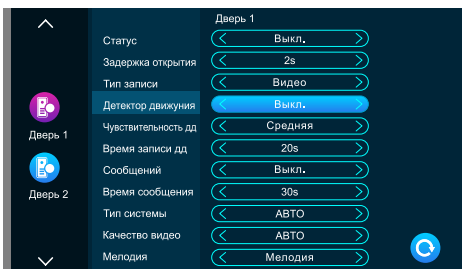 Дверь 1
Статус Выкл.
Задержка открытия 2s
Тип записи Видео
Детектор движуния Выкл.
Чувствительность дд Средняя
Время записи дд 20s
Сообщений Выкл.
Время сообщения 30s
Тип системы АВТО
Качество видео АВТО
Мелодия Мелодия
Дверь 1
Дверь 2